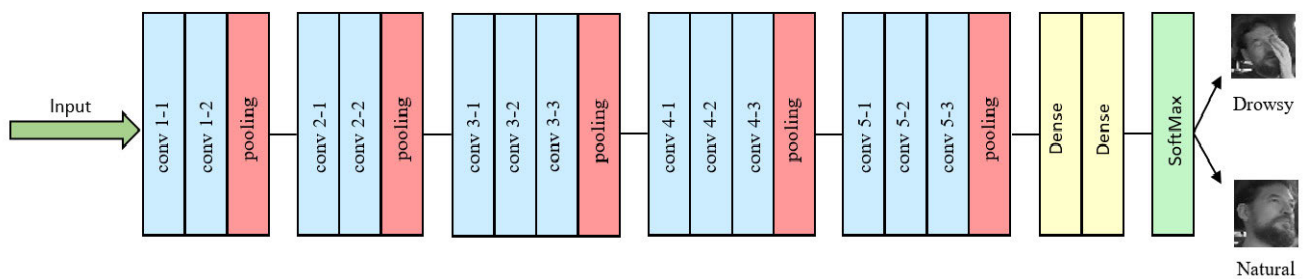 Input
conv 1-1
conv 1-2
pooling
conv 2-1
conv 2-2
pooling
conv 3-1
conv 3-2
conv 3-3
pooling
conv 4-1
conv 4-2
conv 4-3
pooling
conv 5-1
conv 5-2
conv 5-3
pooling
Dense
Dense
SoftMax
Drowsy
Natural